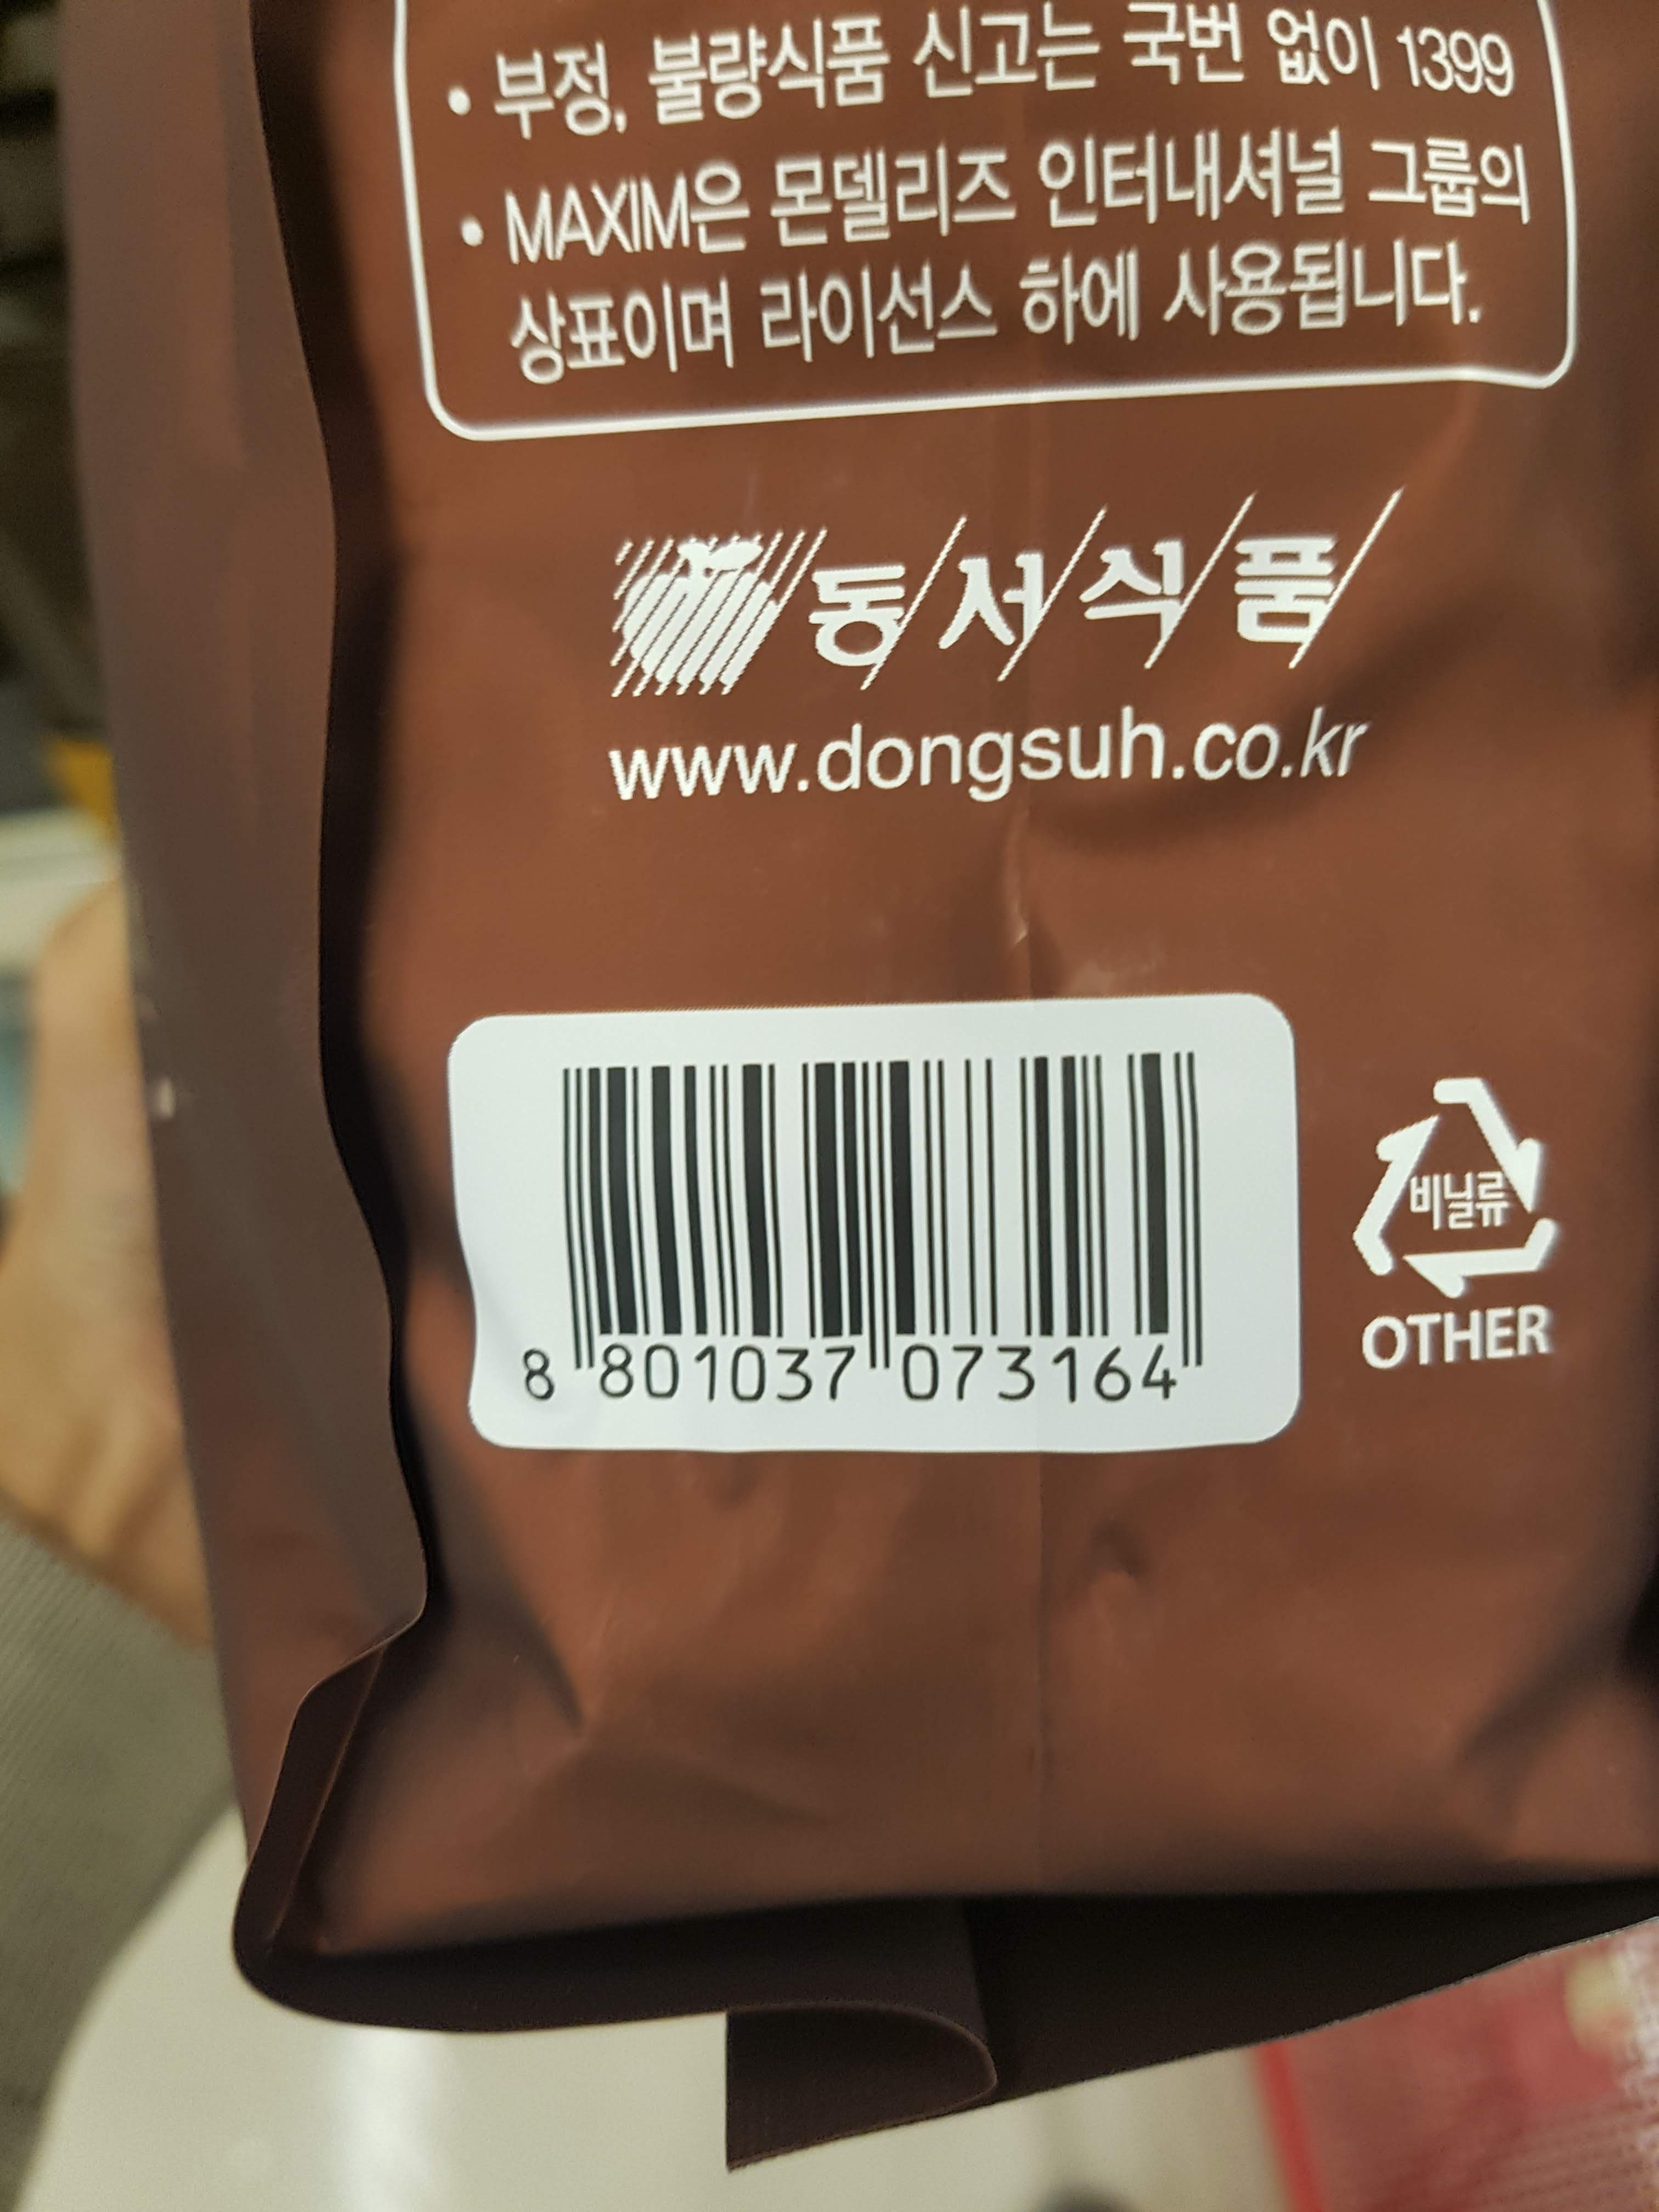 • 부정, 불량식품 신고는 국번 없이 1399
• MAXIM은 몬델리즈 인터내셔널 그룹의
상표이며 라이선스 하에 사용됩니다.
동서식품
www.dongsuh.co.kr
비닐류
OTHER
8 801037 073164